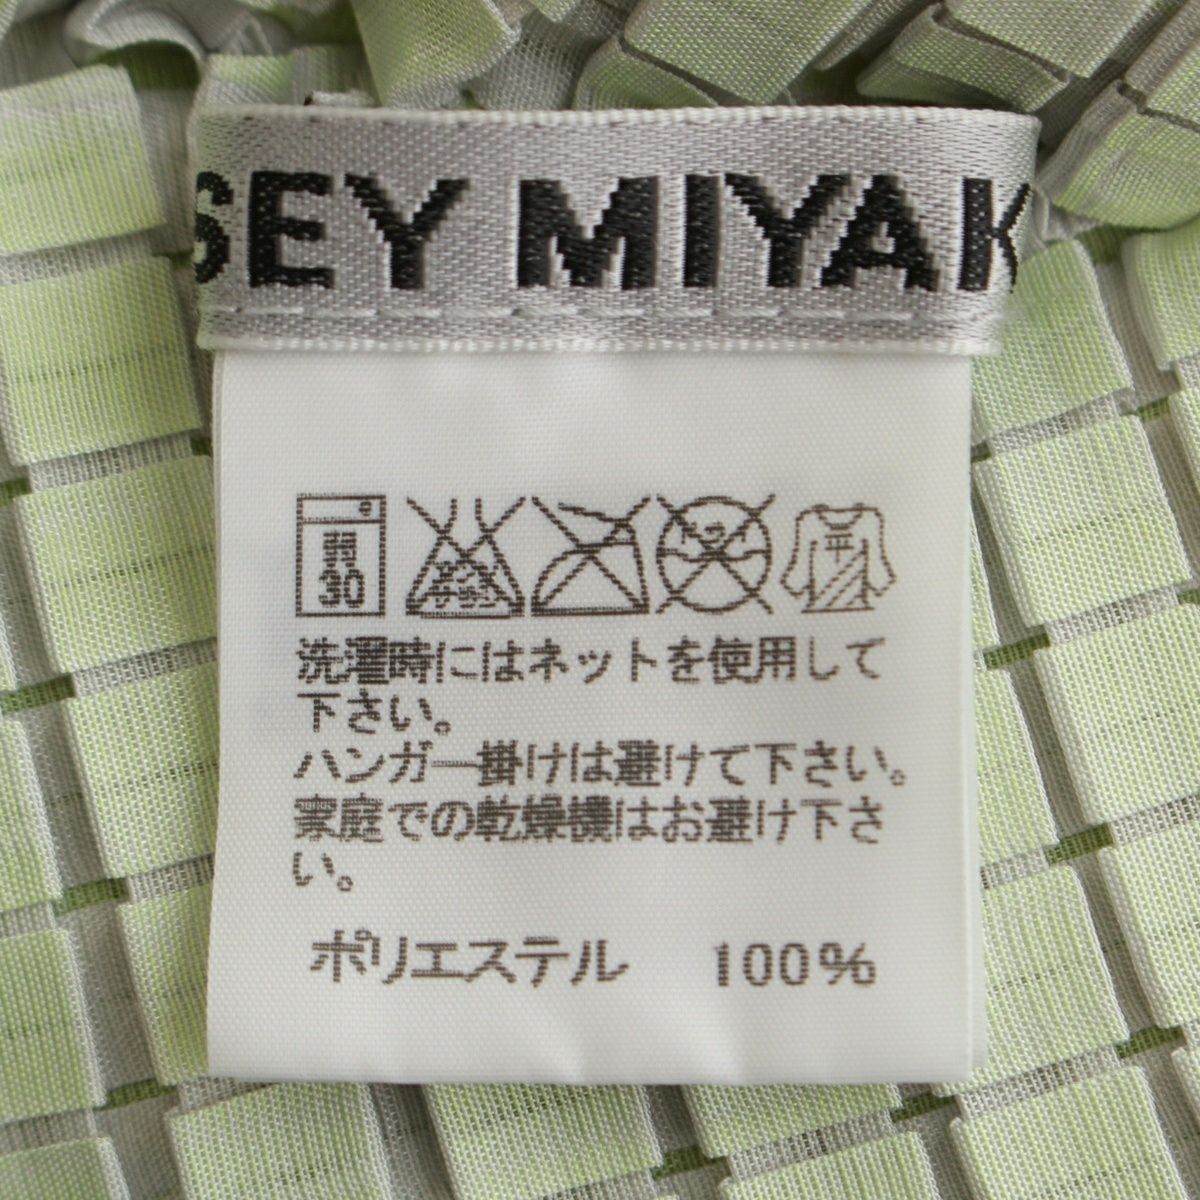 SEY MIYAK
弱
30
洗濯時にはネットを使用して
下さい。
ハンガー掛けは避けて下さい。
家庭での乾燥機はお避け下さ
い。
ポリエステル 100%